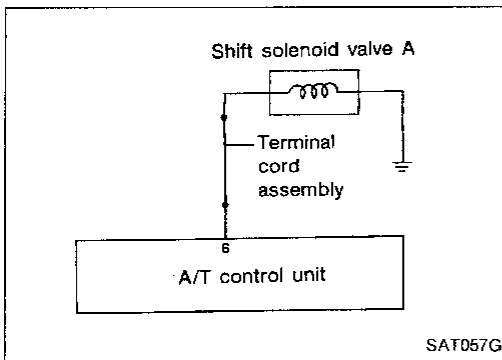 Shift solenoid valve A
Terminal
cord
assembly
6
A/T control unit
SAT057G